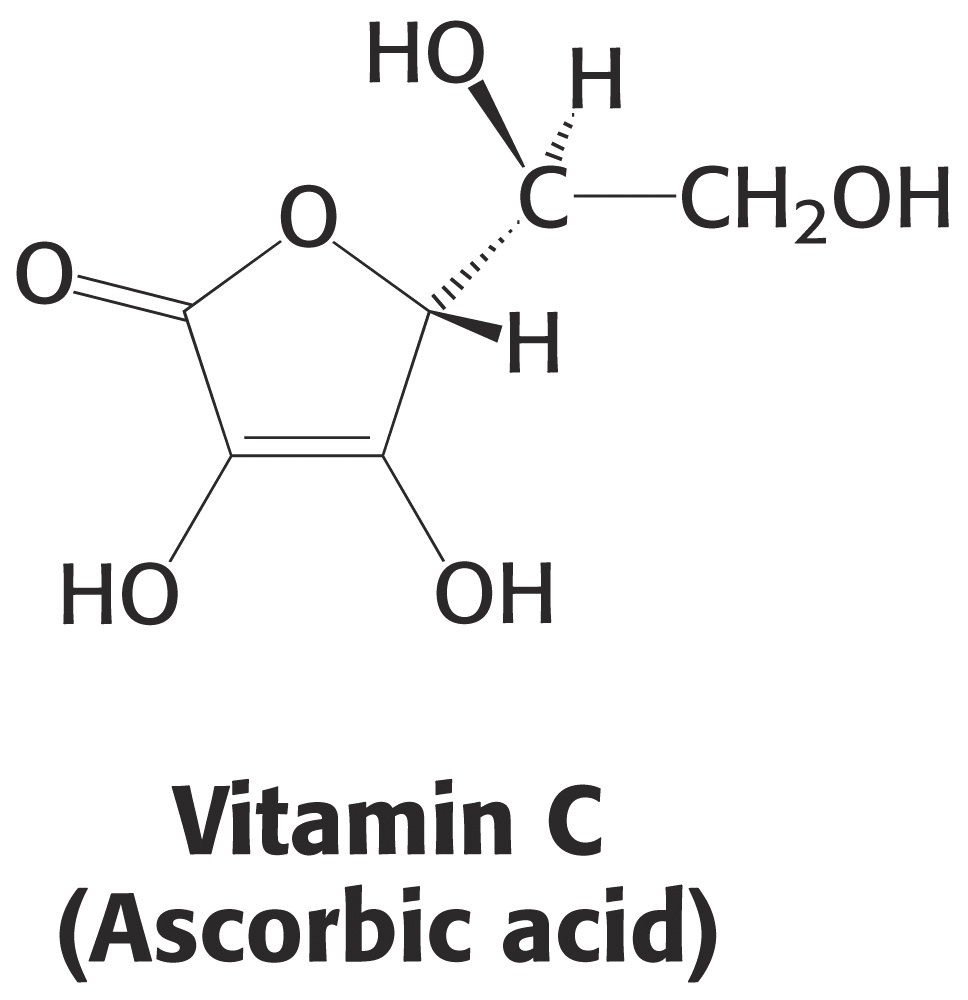 HO
H
C
CH₂OH
O
O
H
HO
OH
Vitamin C
(Ascorbic acid)